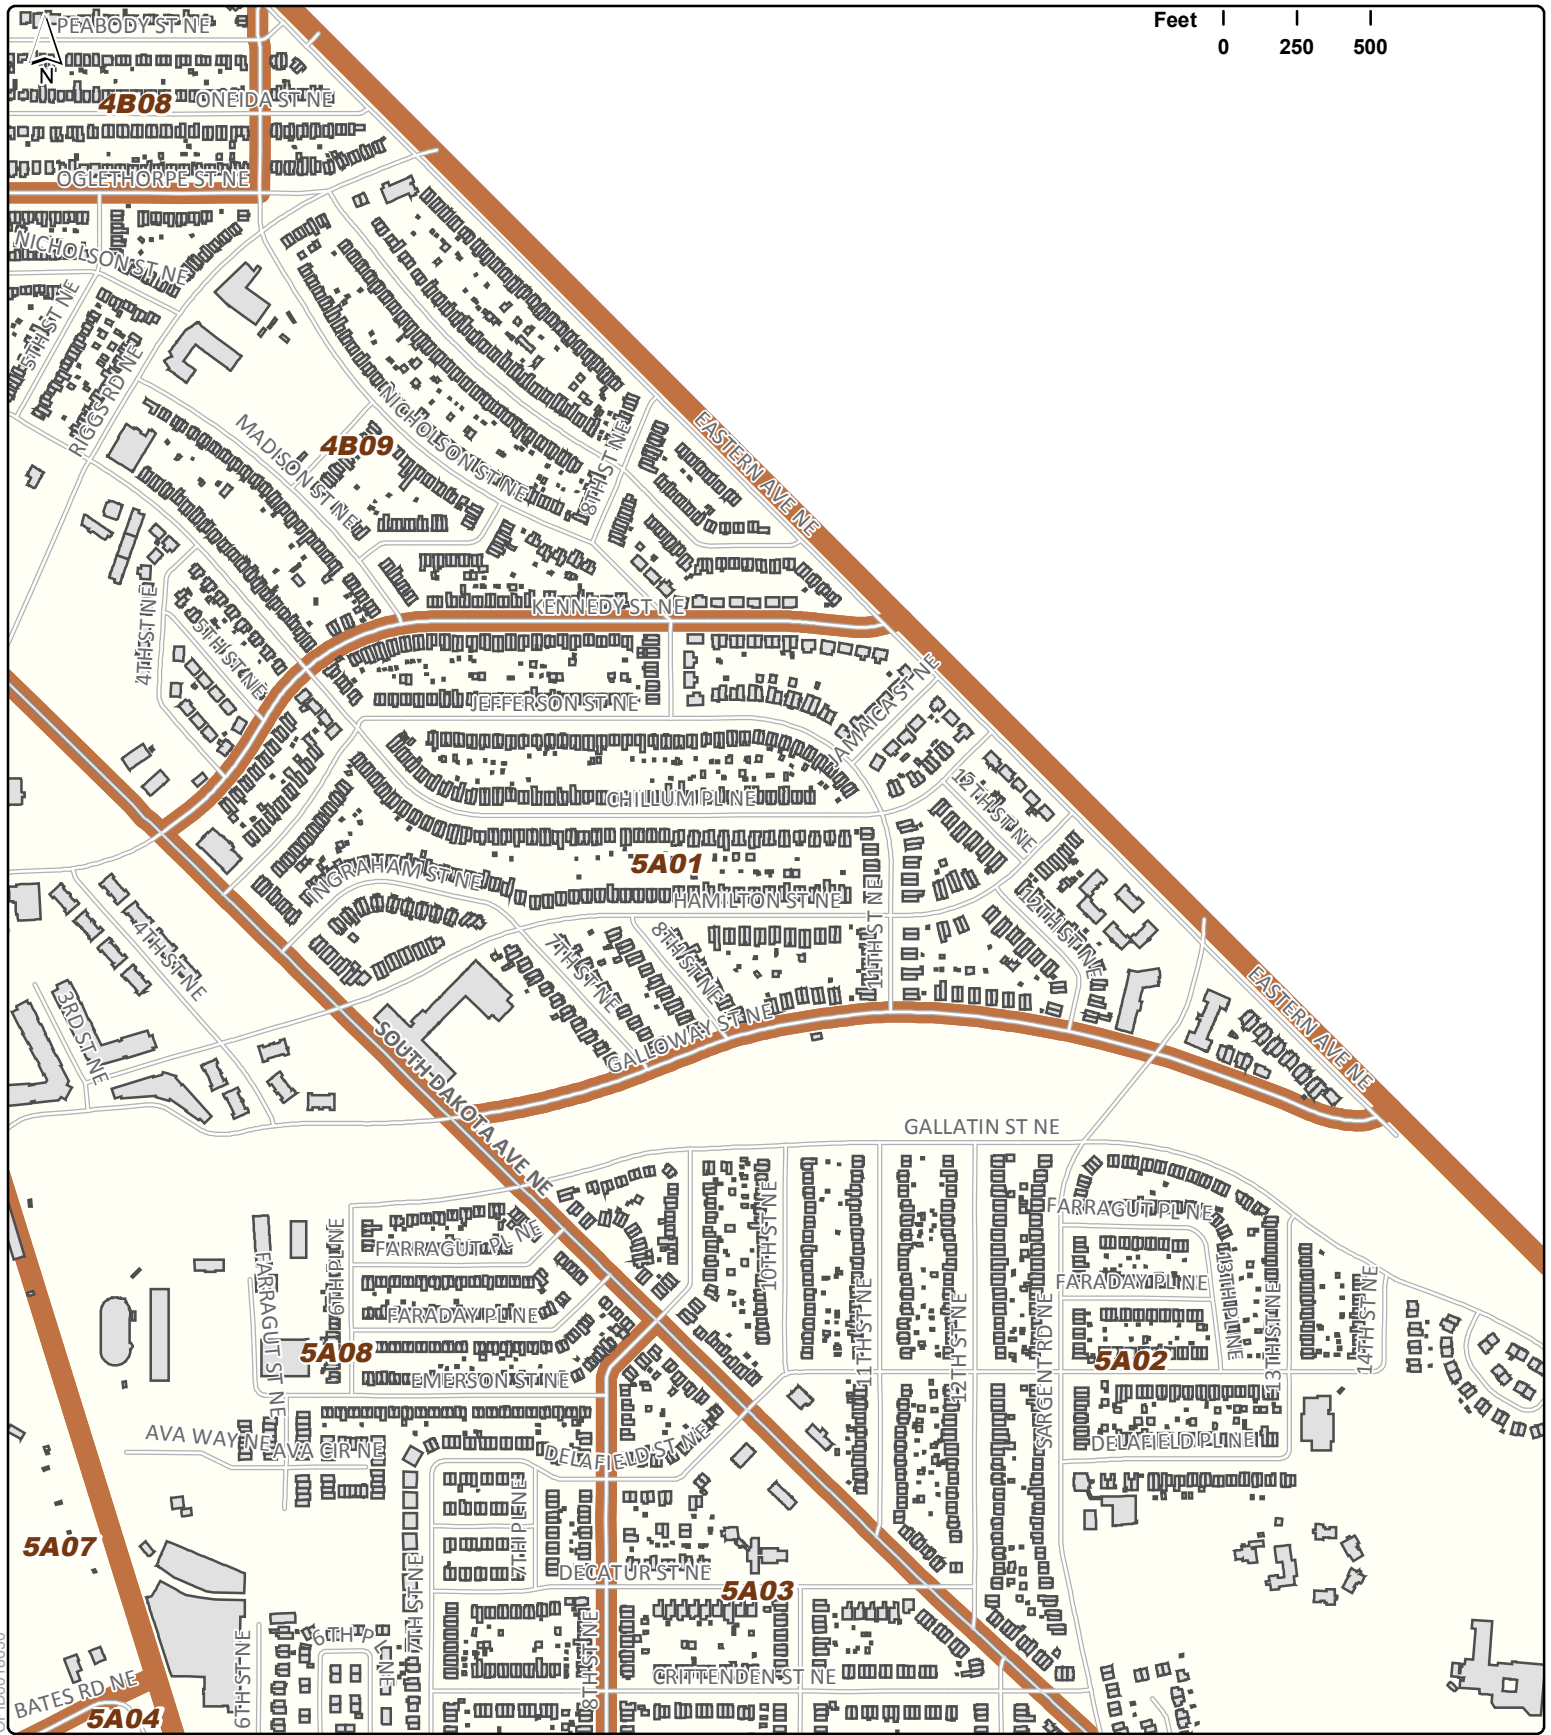 PEABODY ST NE
Feet
0 250 500
N
4B08
ONEIDA ST NE
OGLETHORPE ST NE
NICHOLSON ST NE
5TH ST NE
RIGGS RD NE
MADISON ST NE
4B09
NICHOLSON ST NE
8TH ST NE
EASTERN AVE NE
KENNEDY ST NE
4TH ST NE
5TH ST NE
JEFFERSON ST NE
JAMAICA ST NE
CHILLUM PL NE
12TH ST NE
5A01
INGRAHAM ST NE
HAMILTON ST NE
11TH ST NE
12TH ST NE
4TH ST NE
7TH ST NE
8TH ST NE
3RD ST NE
EASTERN AVE NE
GALLOWAY ST NE
SOUTH DAKOTA AVE NE
GALLATIN ST NE
FARRAGUT PL NE
FARRAGUT PL NE
10TH ST NE
6TH PL NE
FARRAGUT ST NE
FARADAY PL NE
FARADAY PL NE
13TH PL NE
13TH ST NE
14TH ST NE
11TH ST NE
12TH ST NE
SARGENT RD NE
5A08
5A02
EMERSON ST NE
AVA WAY NE
AVA CIR NE
DELAFIELD ST NE
DELAFIELD PL NE
5A07
7TH PL NE
7TH ST NE
DECATUR ST NE
5A03
6TH ST NE
6TH PL NE
8TH ST NE
CRITTENDEN ST NE
BATES RD NE
5A04